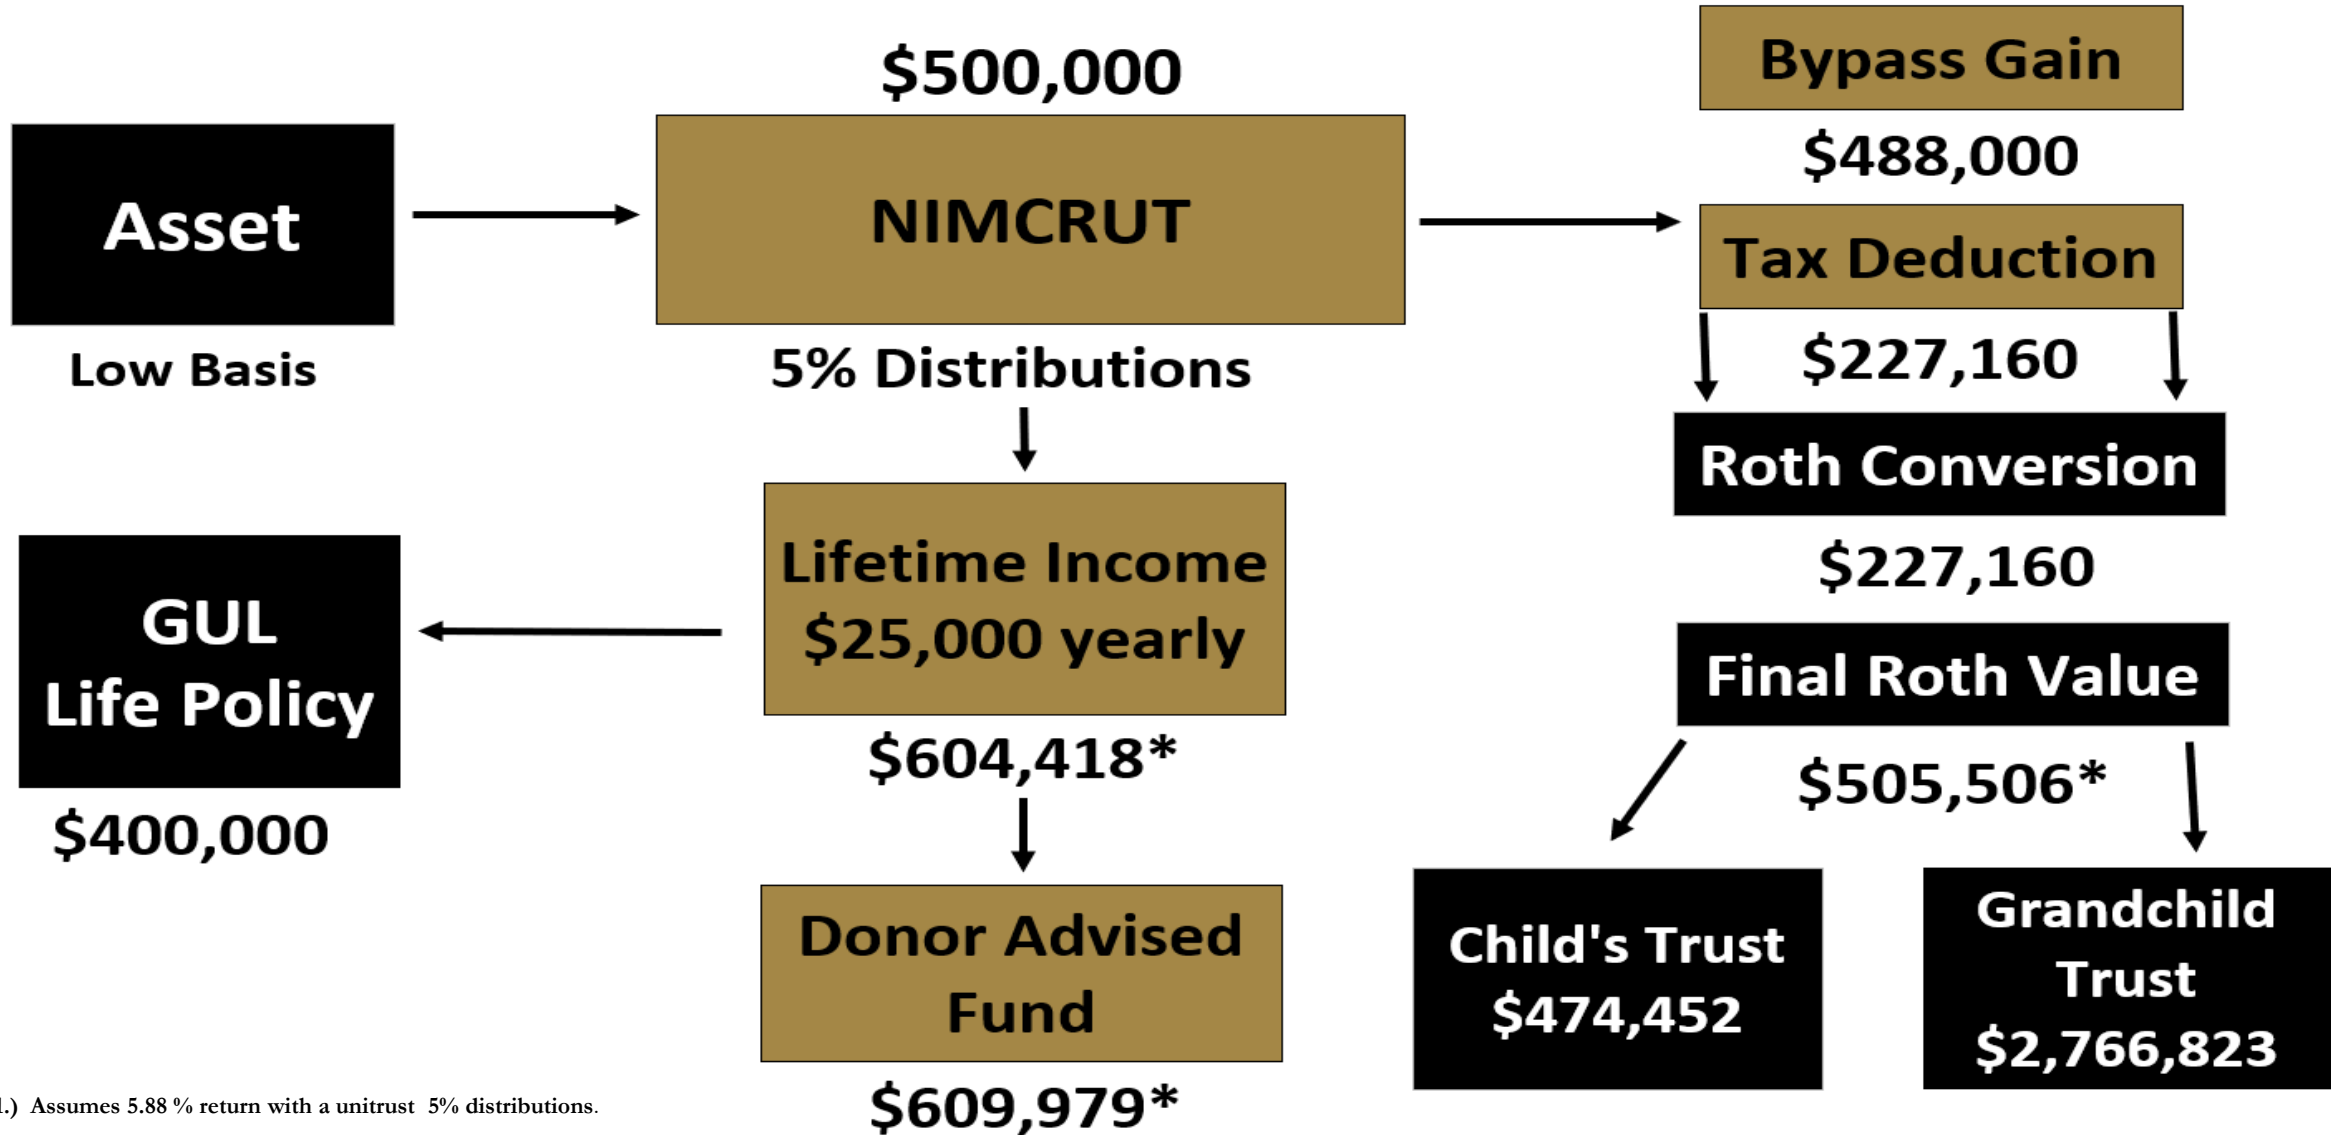 $500,000
Bypass Gain
$488,000
Asset
NIMCRUT
Tax Deduction
Low Basis
5% Distributions
$227,160
Roth Conversion
$227,160
Lifetime Income
$25,000 yearly
GUL
Life Policy
$400,000
$604,418*
Final Roth Value
$505,506*
Donor Advised
Fund
$609,979*
Child's Trust
$474,452
Grandchild
Trust
$2,766,823
.) Assumes 5.88 % return with a unitrust 5% distributions.